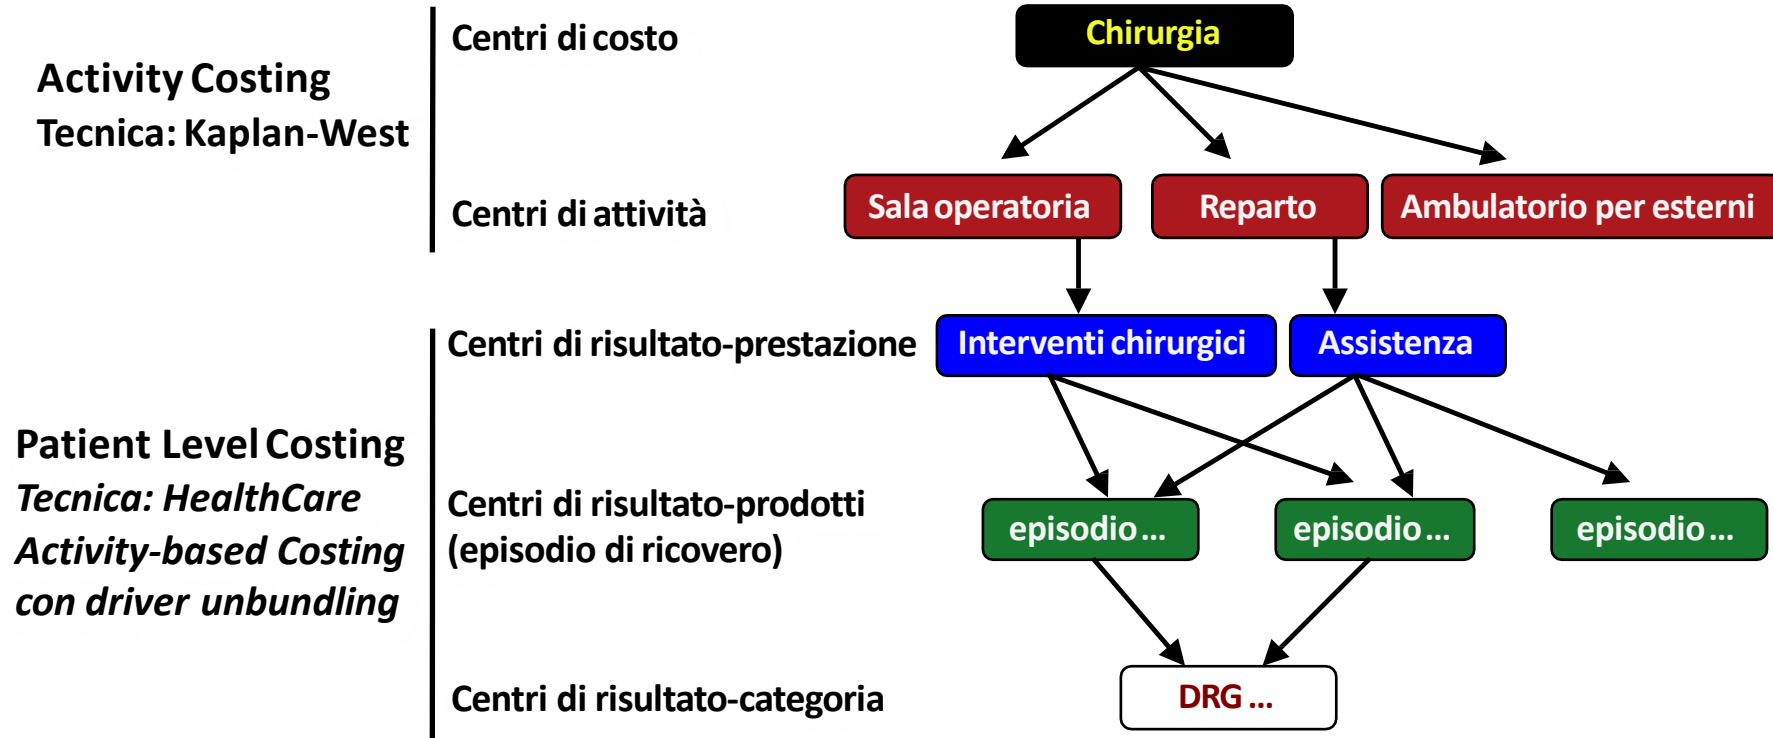 Centri di costo
Chirurgia
Activity Costing
Tecnica: Kaplan-West
Centri di attività
Sala operatoria
Reparto
Ambulatorio per esterni
Centri di risultato-prestazione
Interventi chirurgici
Assistenza
Patient Level Costing
Tecnica: HealthCare
Activity-based Costing
con driver unbundling
Centri di risultato-prodotti
(episodio di ricovero)
episodio ...
episodio ...
episodio ...
Centri di risultato-categoria
DRG ...